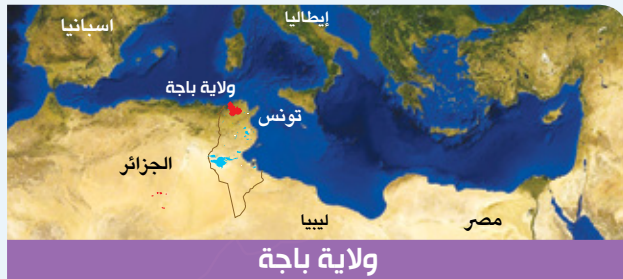 إيطاليا
اسبانيا
ولاية باجة
تونس
الجزائر
ليبيا
مصر
ولاية باجة